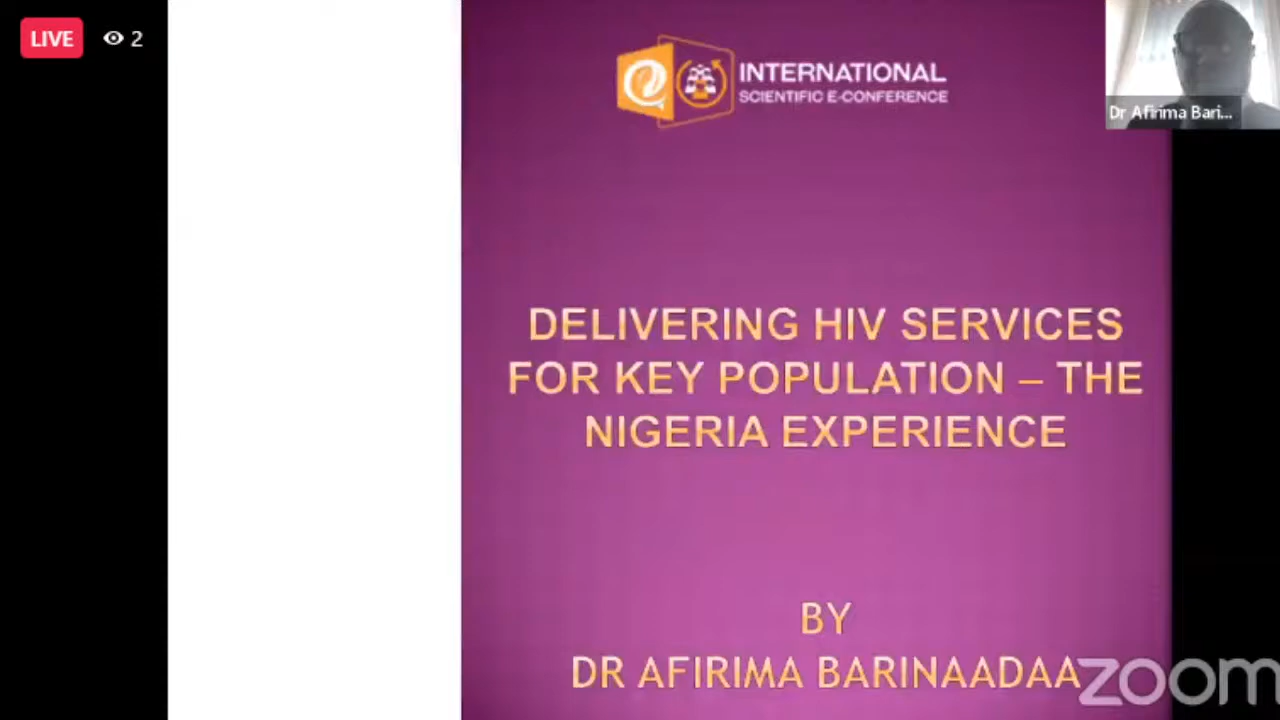 LIVE
2
INTERNATIONAL
SCIENTIFIC E-CONFERENCE
Dr Afirima Bari...
DELIVERING HIV SERVICES
FOR KEY POPULATION – THE
NIGERIA EXPERIENCE
BY
DR AFIRIMA BARINAADAA
zoom